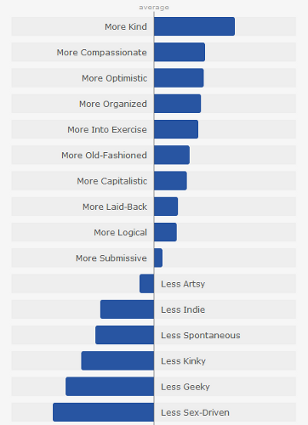 average
More Kind
More Compassionate
More Optimistic
More Organized
More Into Exercise
More Old-Fashioned
More Capitalistic
More Laid-Back
More Logical
More Submissive
Less Artsy
Less Indie
Less Spontaneous
Less Kinky
Less Geeky
Less Sex-Driven